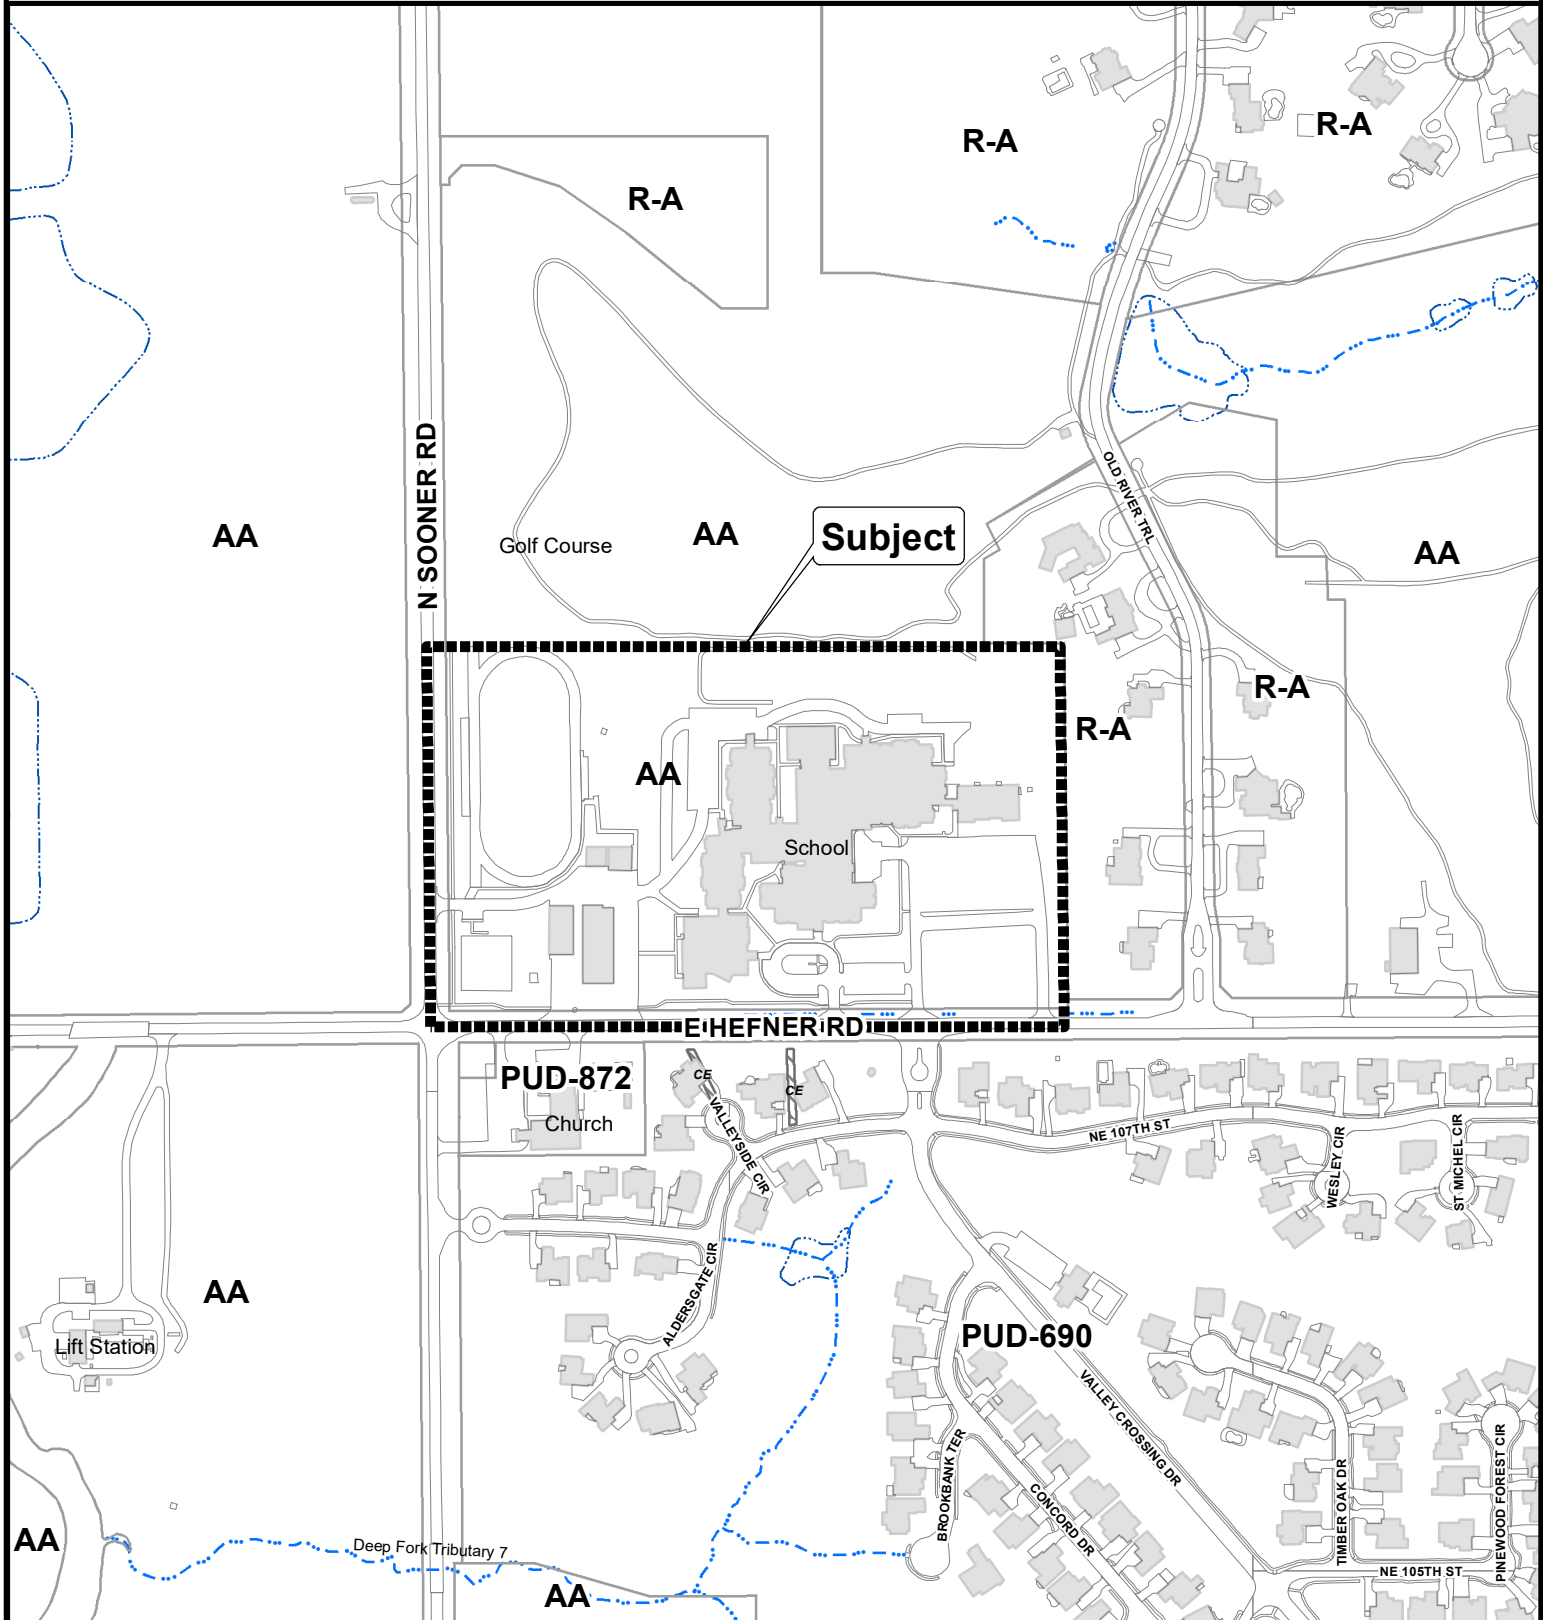 R-A
R-A
R-A
N SOONER RD
OLD RIVER TRL
AA
Golf Course
AA
Subject
AA
R-A
R-A
AA
School
E HEFNER RD
PUD-872
Church
CE
CE
VALLEYSIDE CIR
NE 107TH ST
WESLEY CIR
ST MICHEL CIR
ALDERSGATE CIR
AA
Lift Station
PUD-690
VALLEY CROSSING DR
BROOKBANK TER
CONCORD DR
TIMBER OAK DR
PINEWOOD FOREST CIR
NE 105TH ST
AA
Deep Fork Tributary 7
AA